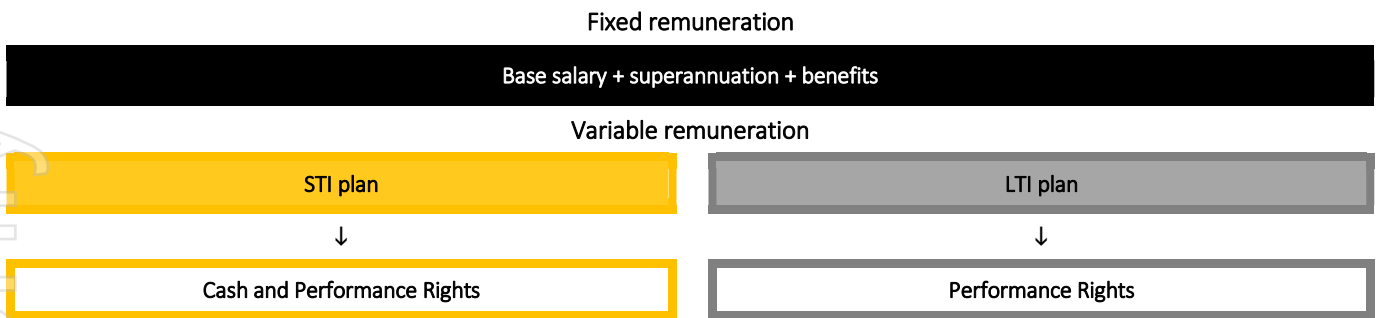 Fixed remuneration
Base salary + superannuation + benefits
Variable remuneration
STI plan
LTI plan
↓
↓
Cash and Performance Rights
Performance Rights